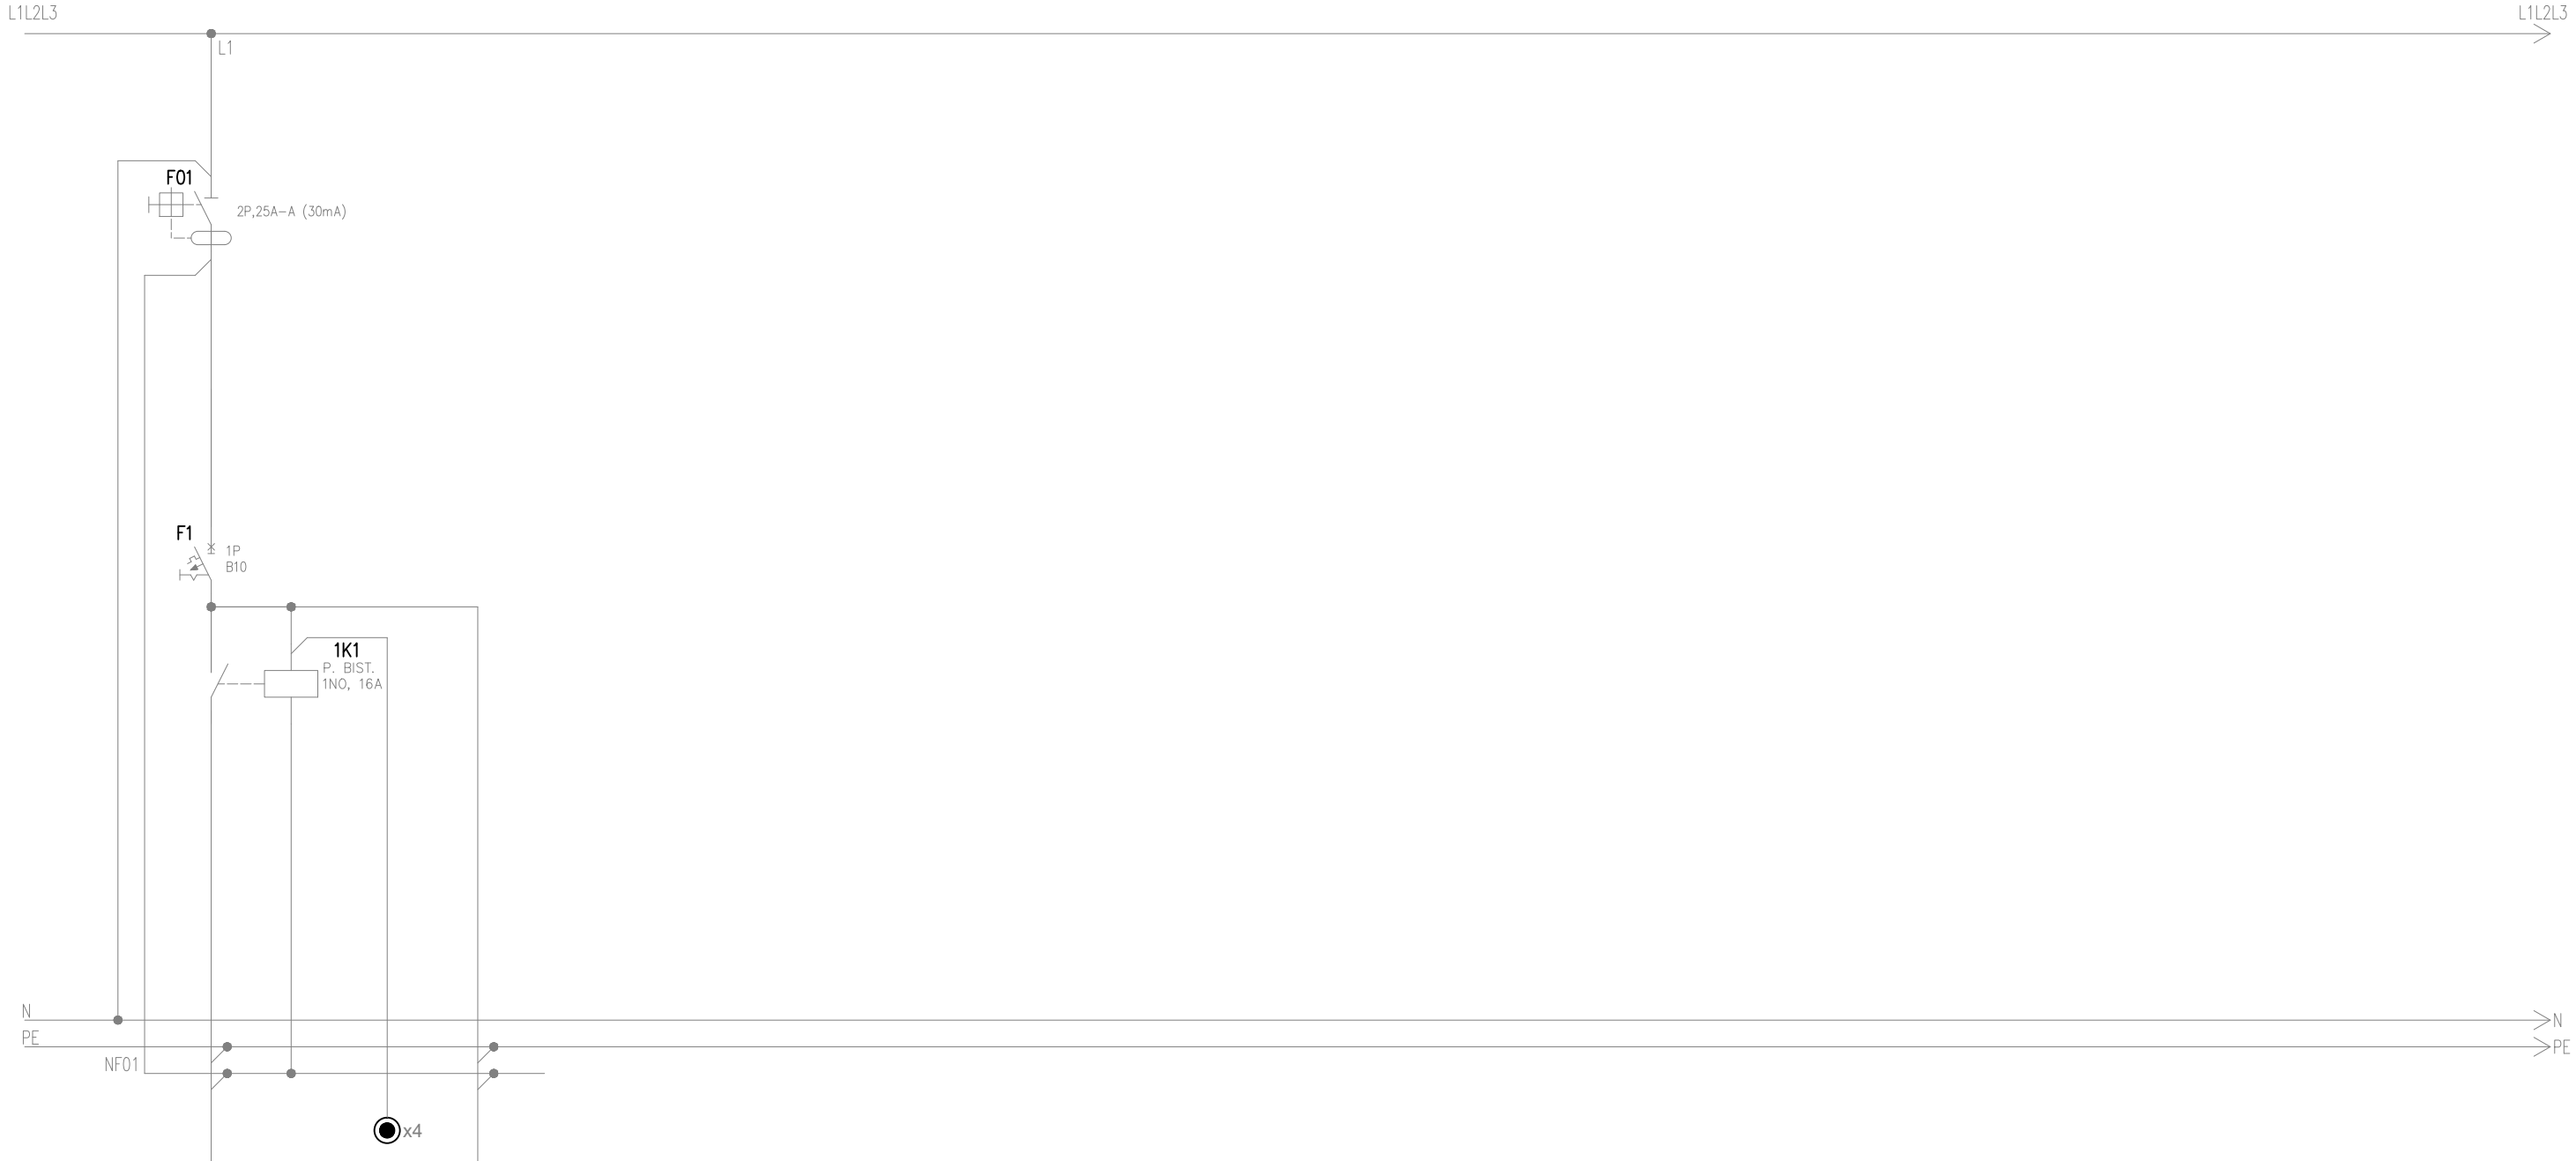 L1L2L3
L1L2L3
L1
F01
2P,25A-A (30mA)
F1
1P
B10
1K1
P. BIST.
1NO, 16A
N
N
PE
PE
NF01
x4